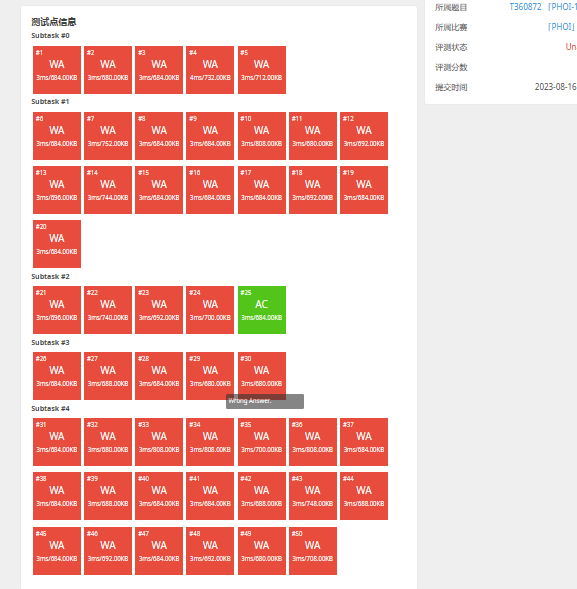 测试点信息
Subtask #0
#1 #2 #3 #4 #5
WA WA WA WA WA
3ms/684.00KB 3ms/680.00KB 3ms/684.00KB 4ms/732.00KB 3ms/712.00KB
Subtask #1
#6 #7 #8 #9 #10 #11 #12
WA WA WA WA WA WA WA
3ms/684.00KB 3ms/752.00KB 3ms/684.00KB 3ms/684.00KB 3ms/808.00KB 3ms/680.00KB 3ms/692.00KB
#13 #14 #15 #16 #17 #18 #19
WA WA WA WA WA WA WA
3ms/696.00KB 3ms/744.00KB 3ms/684.00KB 3ms/684.00KB 3ms/684.00KB 3ms/692.00KB 3ms/684.00KB
#20
WA
3ms/684.00KB
Subtask #2
#21 #22 #23 #24 #25
WA WA WA WA AC
3ms/696.00KB 3ms/740.00KB 3ms/692.00KB 3ms/700.00KB 3ms/684.00KB
Subtask #3
#26 #27 #28 #29 #30
WA WA WA WA WA
3ms/684.00KB 3ms/688.00KB 3ms/684.00KB 3ms/680.00KB 3ms/680.00KB
Wrong Answer.
Subtask #4
#31 #32 #33 #34 #35 #36 #37
WA WA WA WA WA WA WA
3ms/684.00KB 3ms/680.00KB 3ms/808.00KB 3ms/808.00KB 3ms/700.00KB 3ms/808.00KB 3ms/684.00KB
#38 #39 #40 #41 #42 #43 #44
WA WA WA WA WA WA WA
3ms/684.00KB 3ms/688.00KB 3ms/684.00KB 3ms/684.00KB 3ms/688.00KB 3ms/748.00KB 3ms/688.00KB
#45 #46 #47 #48 #49 #50
WA WA WA WA WA WA
3ms/684.00KB 3ms/692.00KB 3ms/684.00KB 3ms/692.00KB 3ms/680.00KB 3ms/708.00KB
所属题目 T360872 「PHOI-1
所属比赛 「PHOI」
评测状态 Una
评测分数
提交时间 2023-08-16